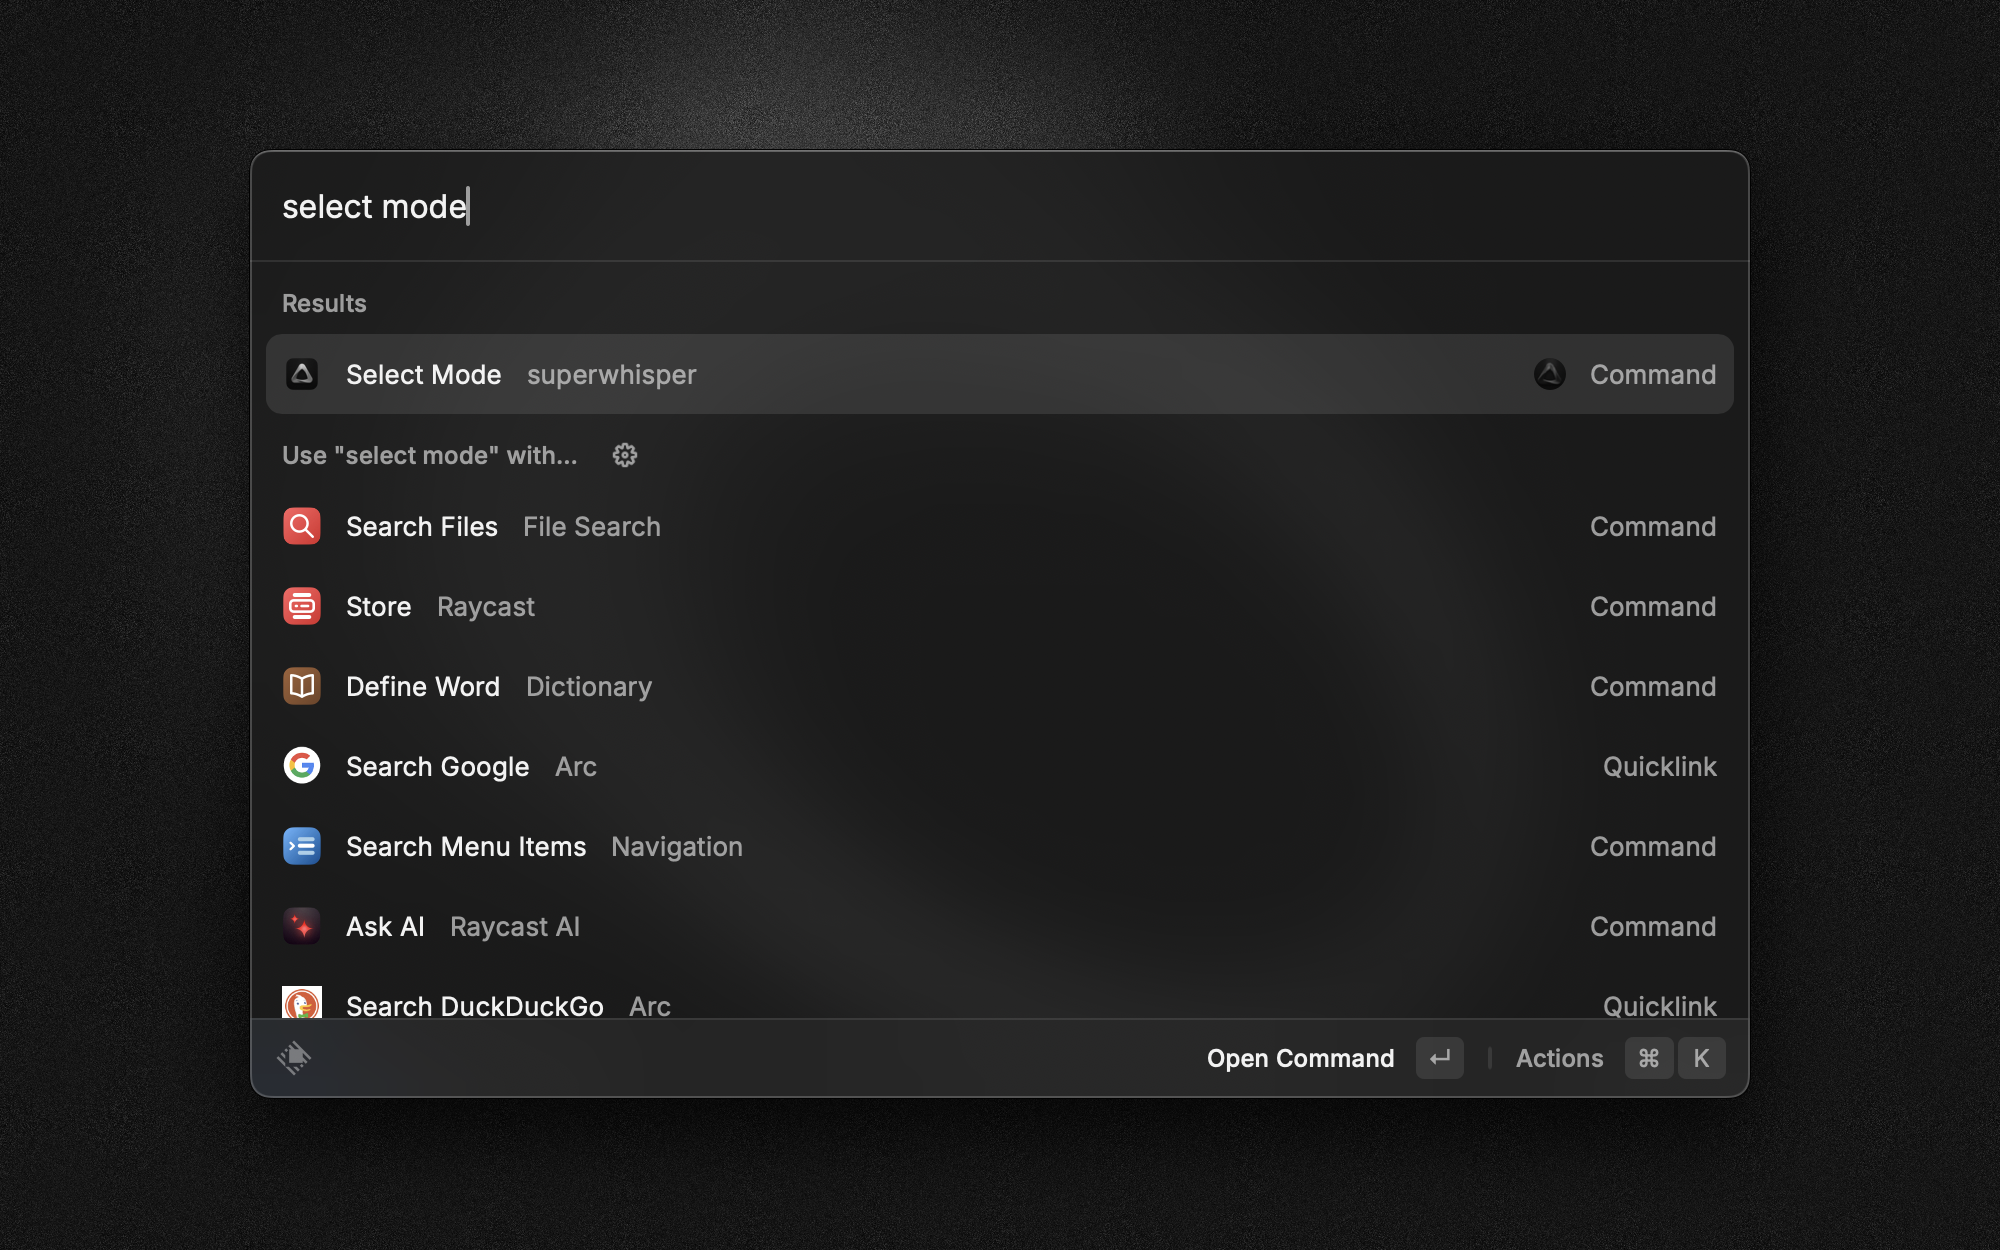 select mode
Results
Select Mode superwhisper Command
Use "select mode" with...
Search Files File Search Command
Store Raycast Command
Define Word Dictionary Command
Search Google Arc Quicklink
Search Menu Items Navigation Command
Ask AI Raycast AI Command
Search DuckDuckGo Arc Quicklink
Open Command ↵ Actions ⌘ K